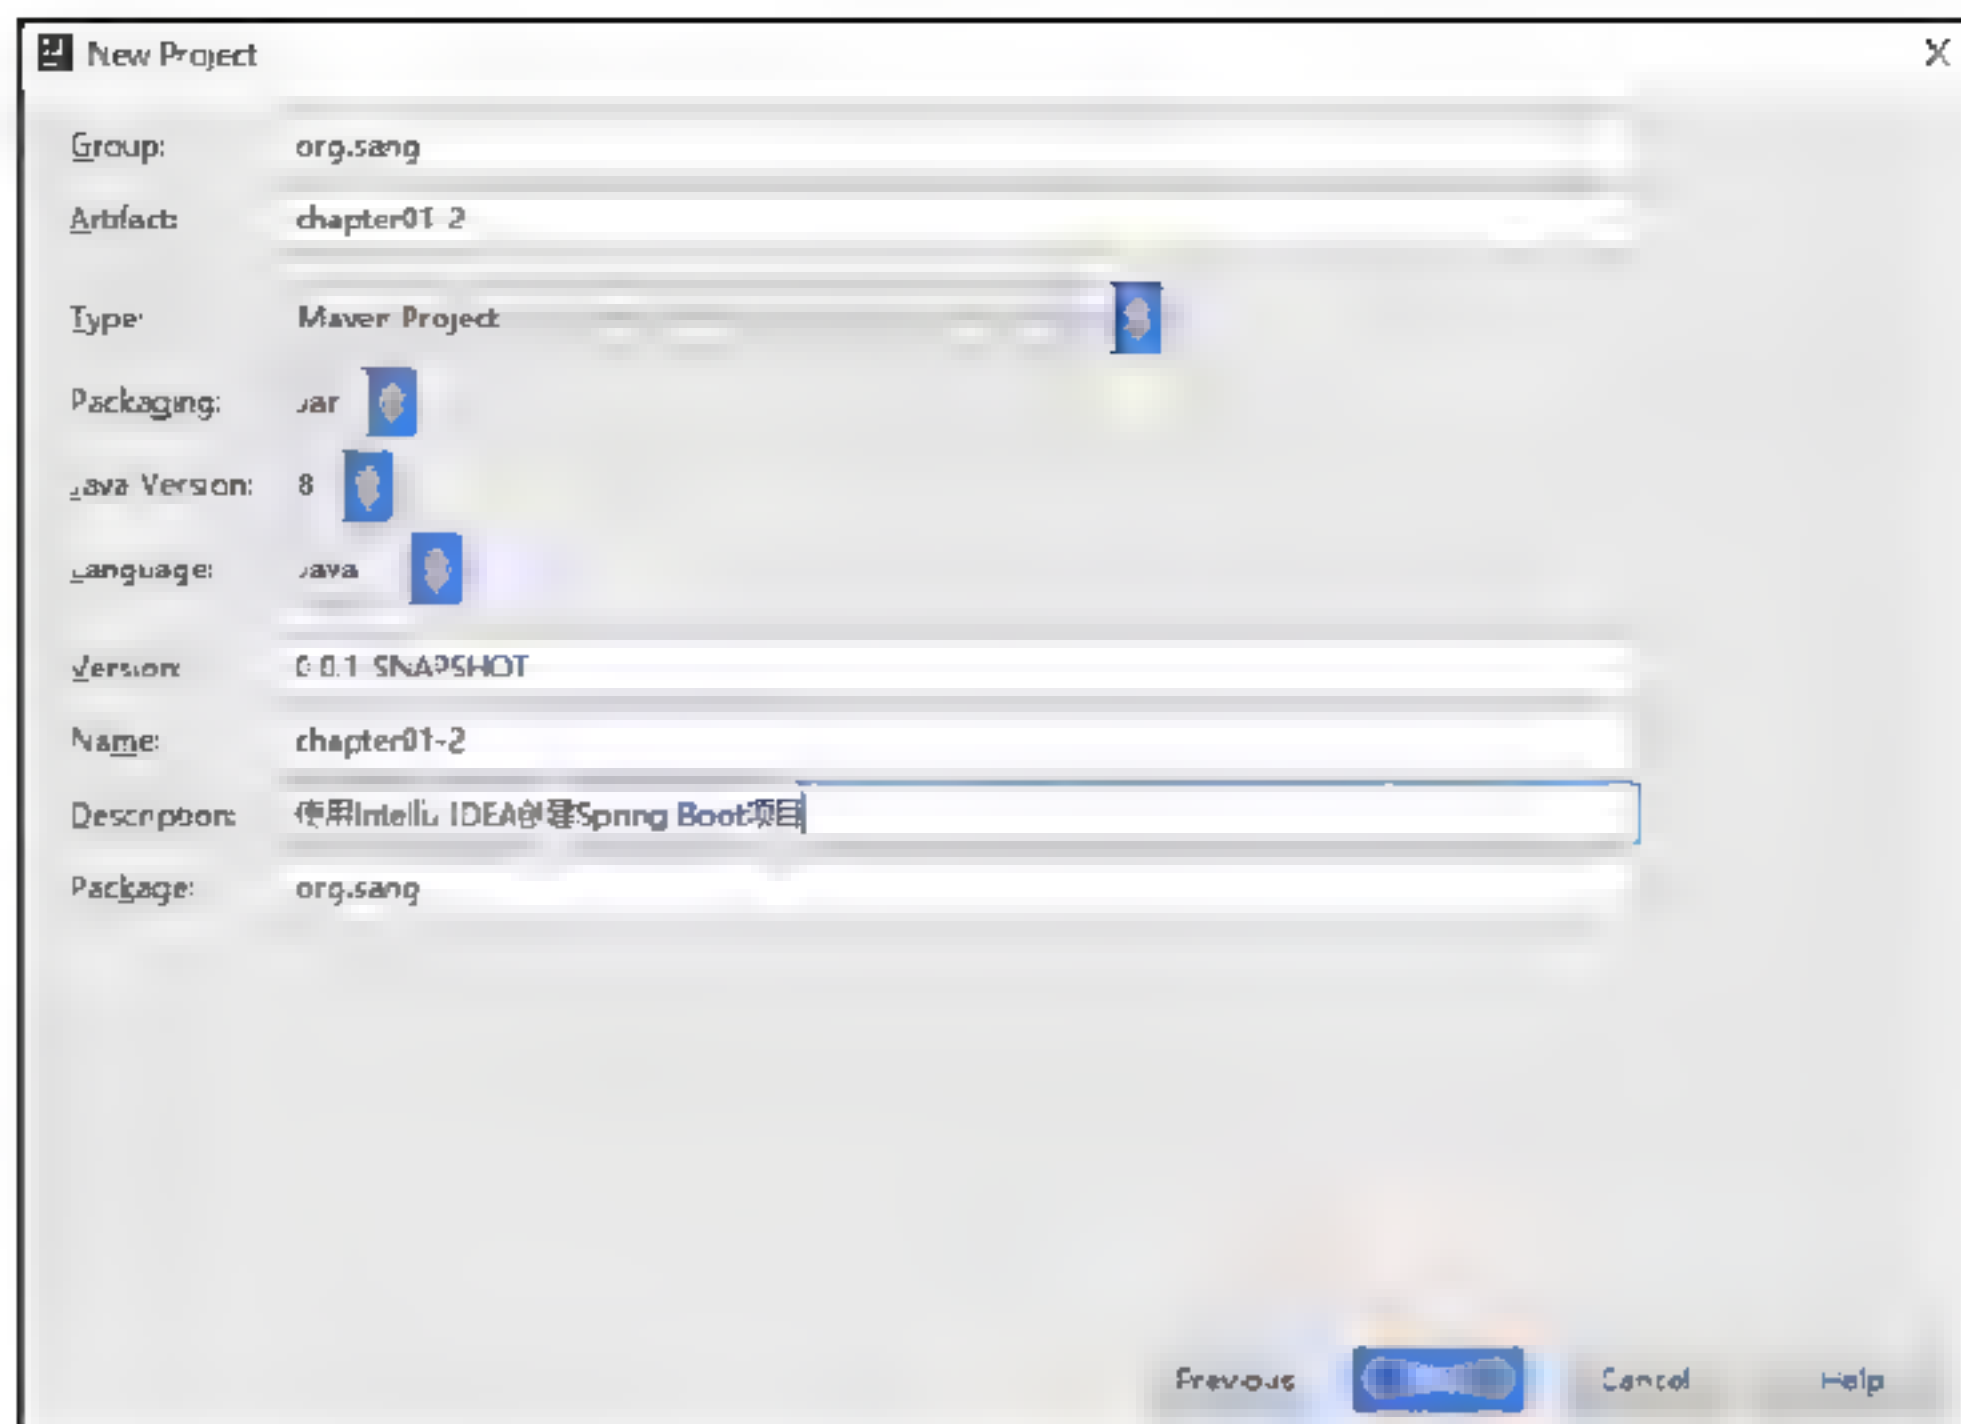 New Project
Group: org.sang
Artifact: chapter01-2
Type: Maven Project
Packaging: Jar
Java Version: 8
Language: Java
Version: 0.0.1-SNAPSHOT
Name: chapter01-2
Description: 使用IntelliJ IDEA创建Spring Boot项目
Package: org.sang
Previous Cancel Help